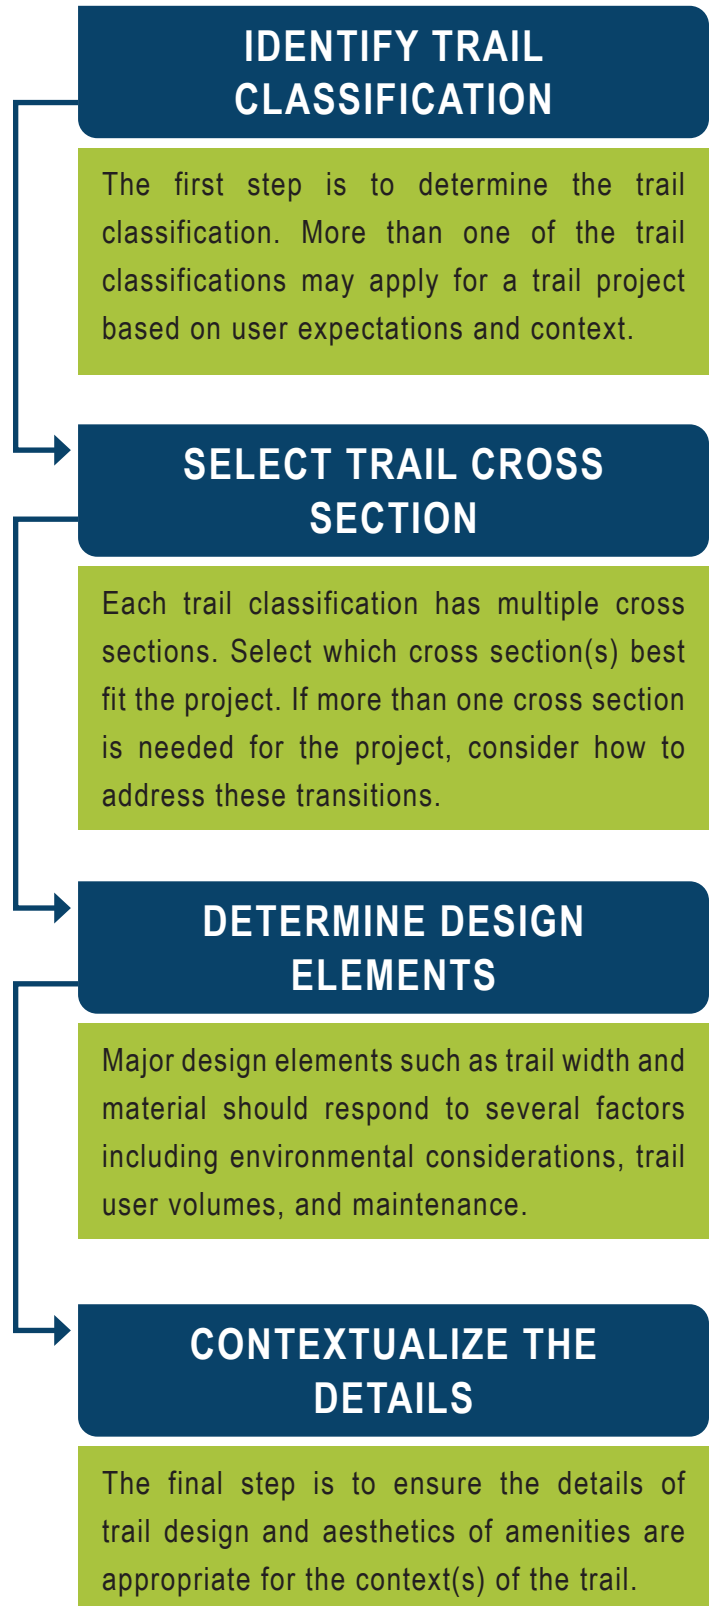 IDENTIFY TRAIL
CLASSIFICATION
The first step is to determine the trail
classification. More than one of the trail
classifications may apply for a trail project
based on user expectations and context.
SELECT TRAIL CROSS
SECTION
Each trail classification has multiple cross
sections. Select which cross section(s) best
fit the project. If more than one cross section
is needed for the project, consider how to
address these transitions.
DETERMINE DESIGN
ELEMENTS
Major design elements such as trail width and
material should respond to several factors
including environmental considerations, trail
user volumes, and maintenance.
CONTEXTUALIZE THE
DETAILS
The final step is to ensure the details of
trail design and aesthetics of amenities are
appropriate for the context(s) of the trail.